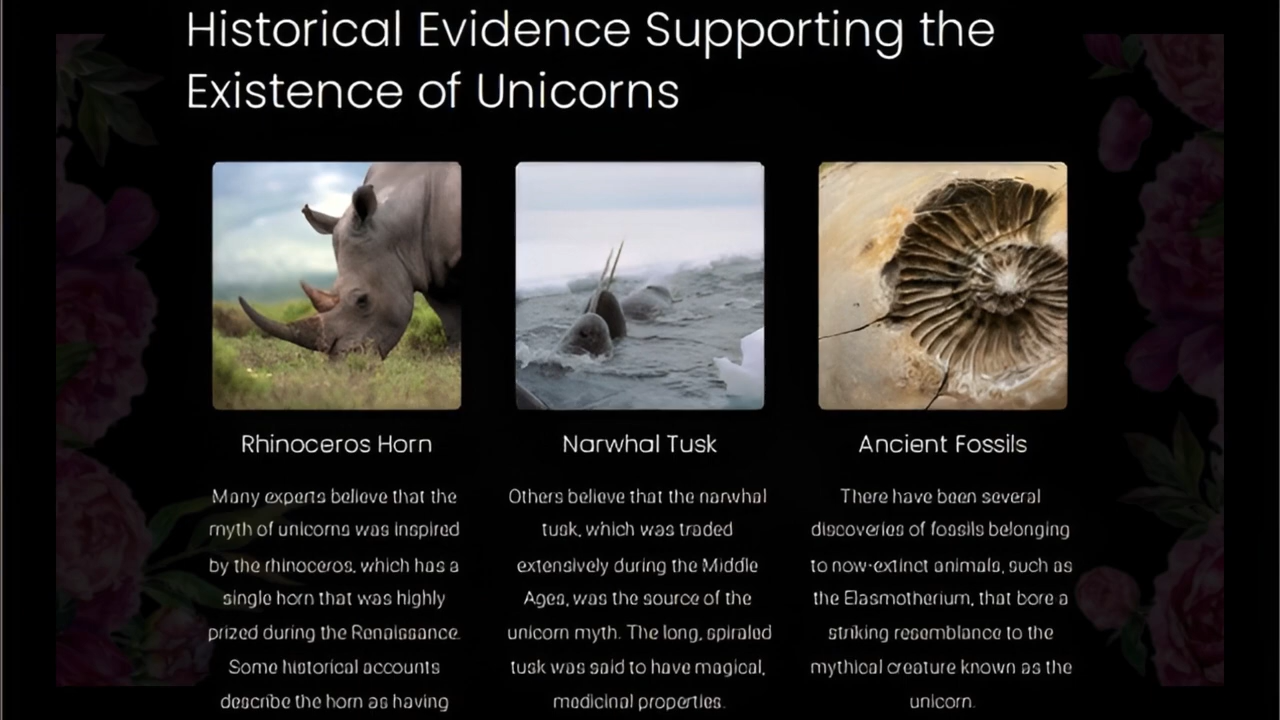 Historical Evidence Supporting the
Existence of Unicorns
Rhinoceros Horn
Many experts believe that the
myth of unicorns was inspired
by the rhinoceros, which has a
single horn that was highly
prized during the Renaissance.
Some historical accounts
describe the horn as having
Narwhal Tusk
Others believe that the narwhal
tusk, which was traded
extensively during the Middle
Ages, was the source of the
unicorn myth. The long, spiraled
tusk was said to have magical,
medicinal properties.
Ancient Fossils
There have been several
discoveries of fossils belonging
to now-extinct animals, such as
the Elasmotherium, that bore a
striking resemblance to the
mythical creature known as the
unicorn.